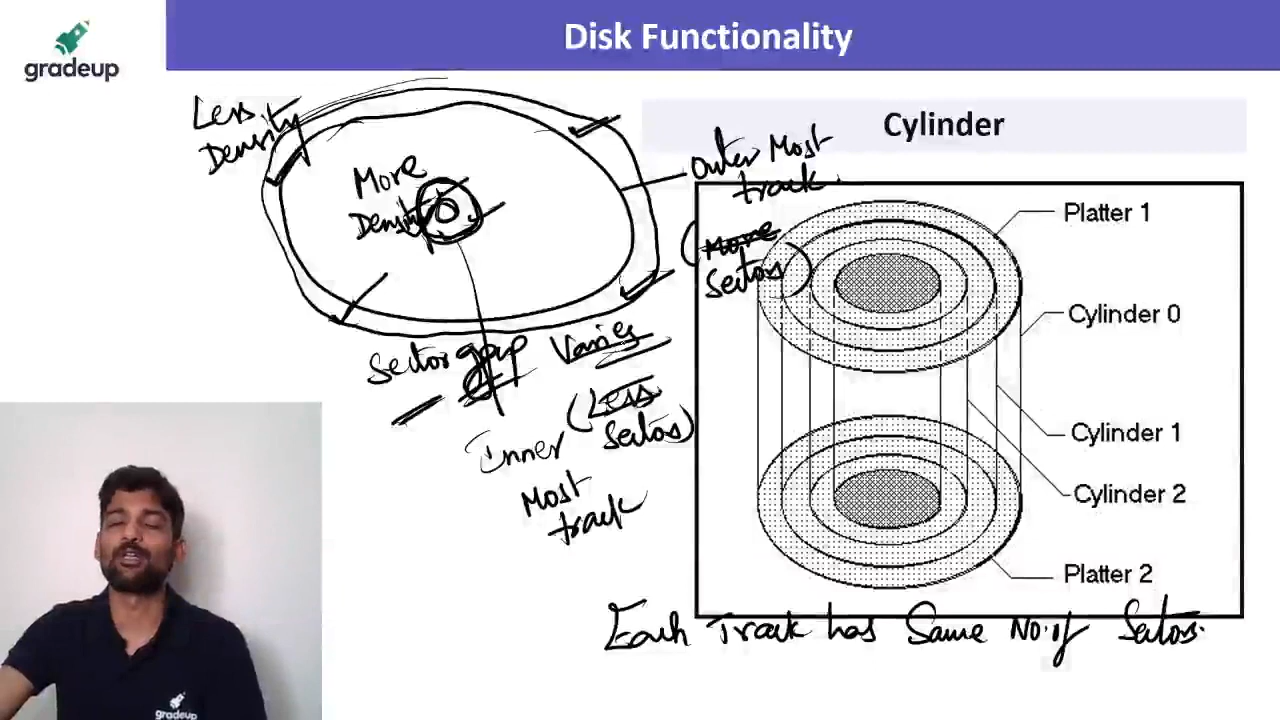 gradeup
Disk Functionality
Cylinder
Less
Density
More
Density
Outer Most
track
(More
Sectors)
Sector gap Varies
(Less
Sectors)
Inner
Most
track
Platter 1
Cylinder 0
Cylinder 1
Cylinder 2
Platter 2
Each Track has Same No. of Sectors.
gradeup